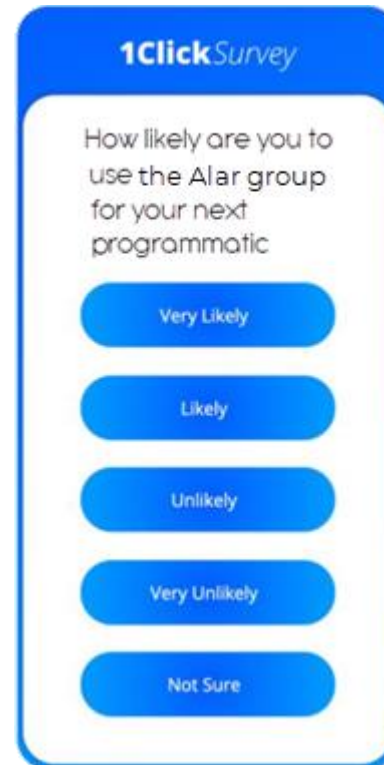 1ClickSurvey
How likely are you to
use the Alar group
for your next
programmatic
Very Likely
Likely
Unlikely
Very Unlikely
Not Sure